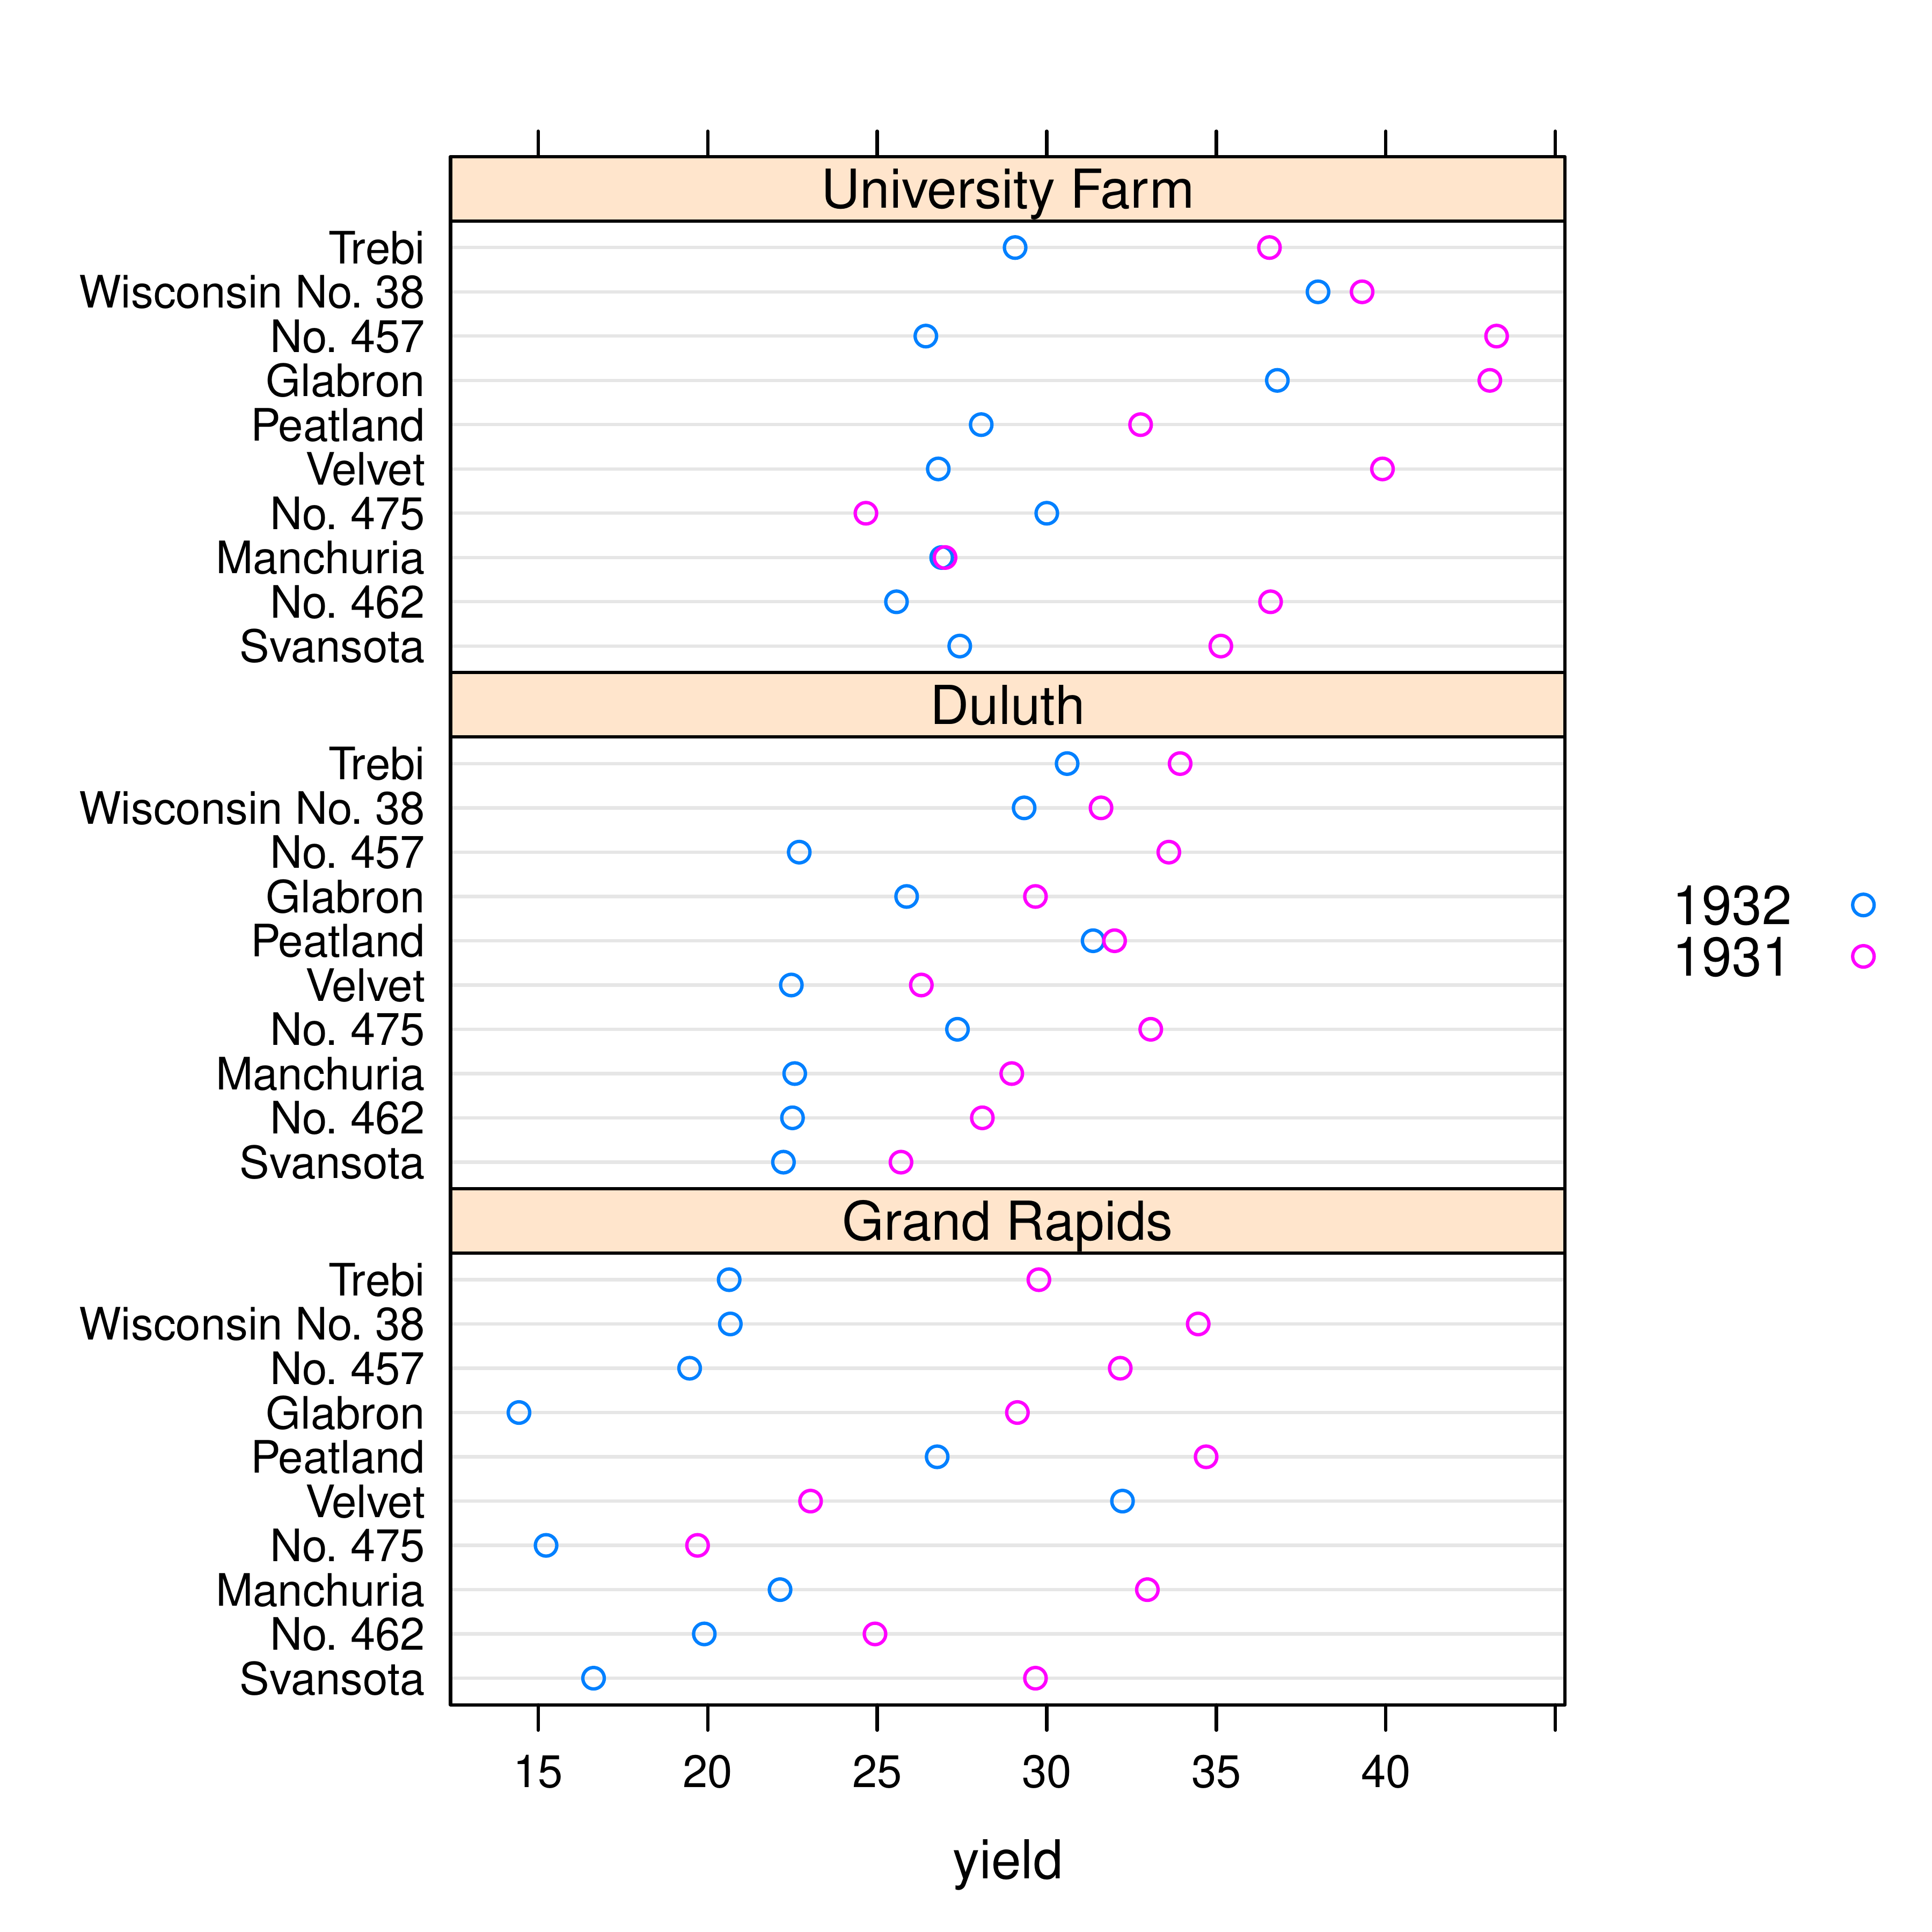 University Farm
Trebi
Wisconsin No. 38
No. 457
Glabron
Peatland
Velvet
No. 475
Manchuria
No. 462
Svansota
Duluth
Trebi
Wisconsin No. 38
No. 457
Glabron
Peatland
Velvet
No. 475
Manchuria
No. 462
Svansota
Grand Rapids
Trebi
Wisconsin No. 38
No. 457
Glabron
Peatland
Velvet
No. 475
Manchuria
No. 462
Svansota
15 20 25 30 35 40
yield
1932
1931